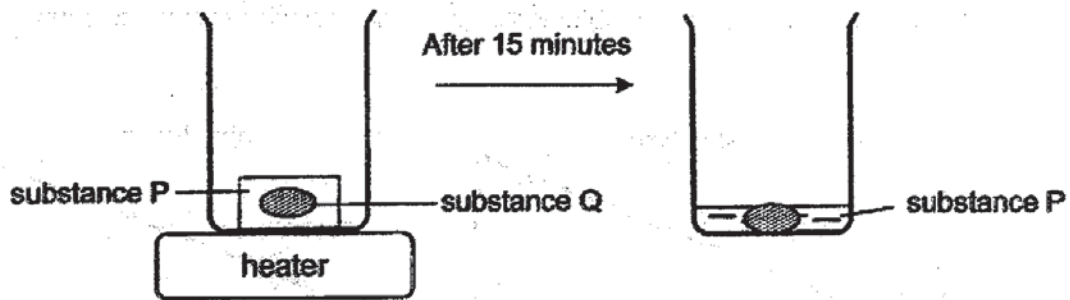 After 15 minutes
substance P
substance Q
substance P
heater